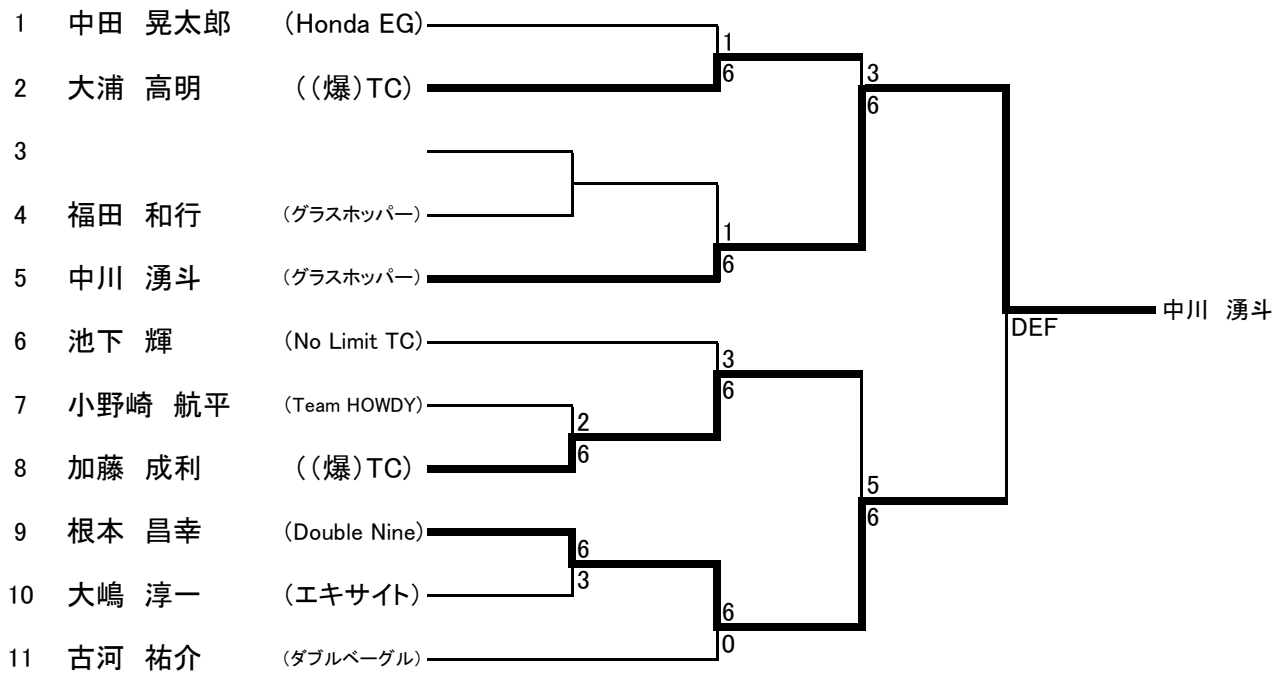 1 中田 晃太郎 (Honda EG)
1
2 大浦 高明 ((爆)TC)
6
3
6
3
4 福田 和行 (グラスホッパー)
1
5 中川 湧斗 (グラスホッパー)
6
中川 湧斗
DEF
6 池下 輝 (No Limit TC)
3
6
7 小野崎 航平 (Team HOWDY)
2
8 加藤 成利 ((爆)TC)
6
5
6
9 根本 昌幸 (Double Nine)
6
3
10 大嶋 淳一 (エキサイト)
6
0
11 古河 祐介 (ダブルベーグル)